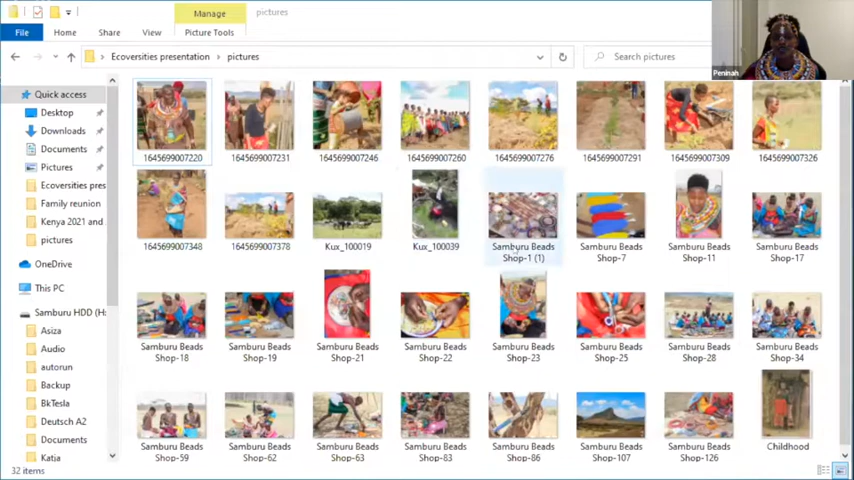 Manage
pictures
File
Home
Share
View
Picture Tools
Ecoversities presentation
pictures
Search pictures
Peninah
Quick access
Desktop
Downloads
Documents
Pictures
Ecoversities pres
Family reunion
Kenya 2021 and
pictures
OneDrive
This PC
Samburu HDD (H:
Asiza
Audio
autorun
Backup
BkTesla
Deutsch A2
Documents
Katja
1645699007220
1645699007231
1645699007246
1645699007260
1645699007276
1645699007291
1645699007309
1645699007326
1645699007348
1645699007378
Kux_100019
Kux_100039
Samburu Beads
Shop-1 (1)
Samburu Beads
Shop-7
Samburu Beads
Shop-11
Samburu Beads
Shop-17
Samburu Beads
Shop-18
Samburu Beads
Shop-19
Samburu Beads
Shop-21
Samburu Beads
Shop-22
Samburu Beads
Shop-23
Samburu Beads
Shop-25
Samburu Beads
Shop-28
Samburu Beads
Shop-34
Samburu Beads
Shop-59
Samburu Beads
Shop-62
Samburu Beads
Shop-63
Samburu Beads
Shop-83
Samburu Beads
Shop-86
Samburu Beads
Shop-107
Samburu Beads
Shop-126
Childhood
32 items